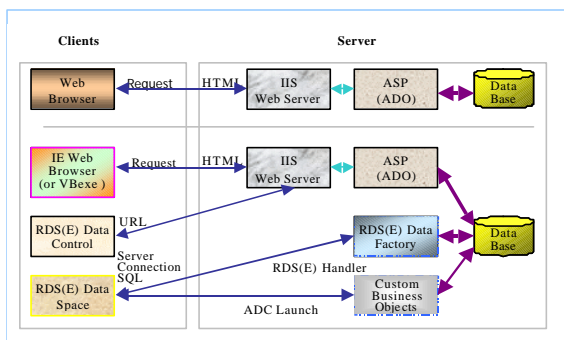 Clients
Server
Web
Browser
Request
HTML
IIS
Web Server
ASP
(ADO)
Data
Base
IE Web
Browser
(or VBexe )
Request
HTML
IIS
Web Server
ASP
(ADO)
RDS(E) Data
Control
URL
Server
Connection
SQL
RDS(E) Data
Factory
Data
Base
RDS(E) Handler
RDS(E) Data
Space
ADC Launch
Custom
Business
Objects